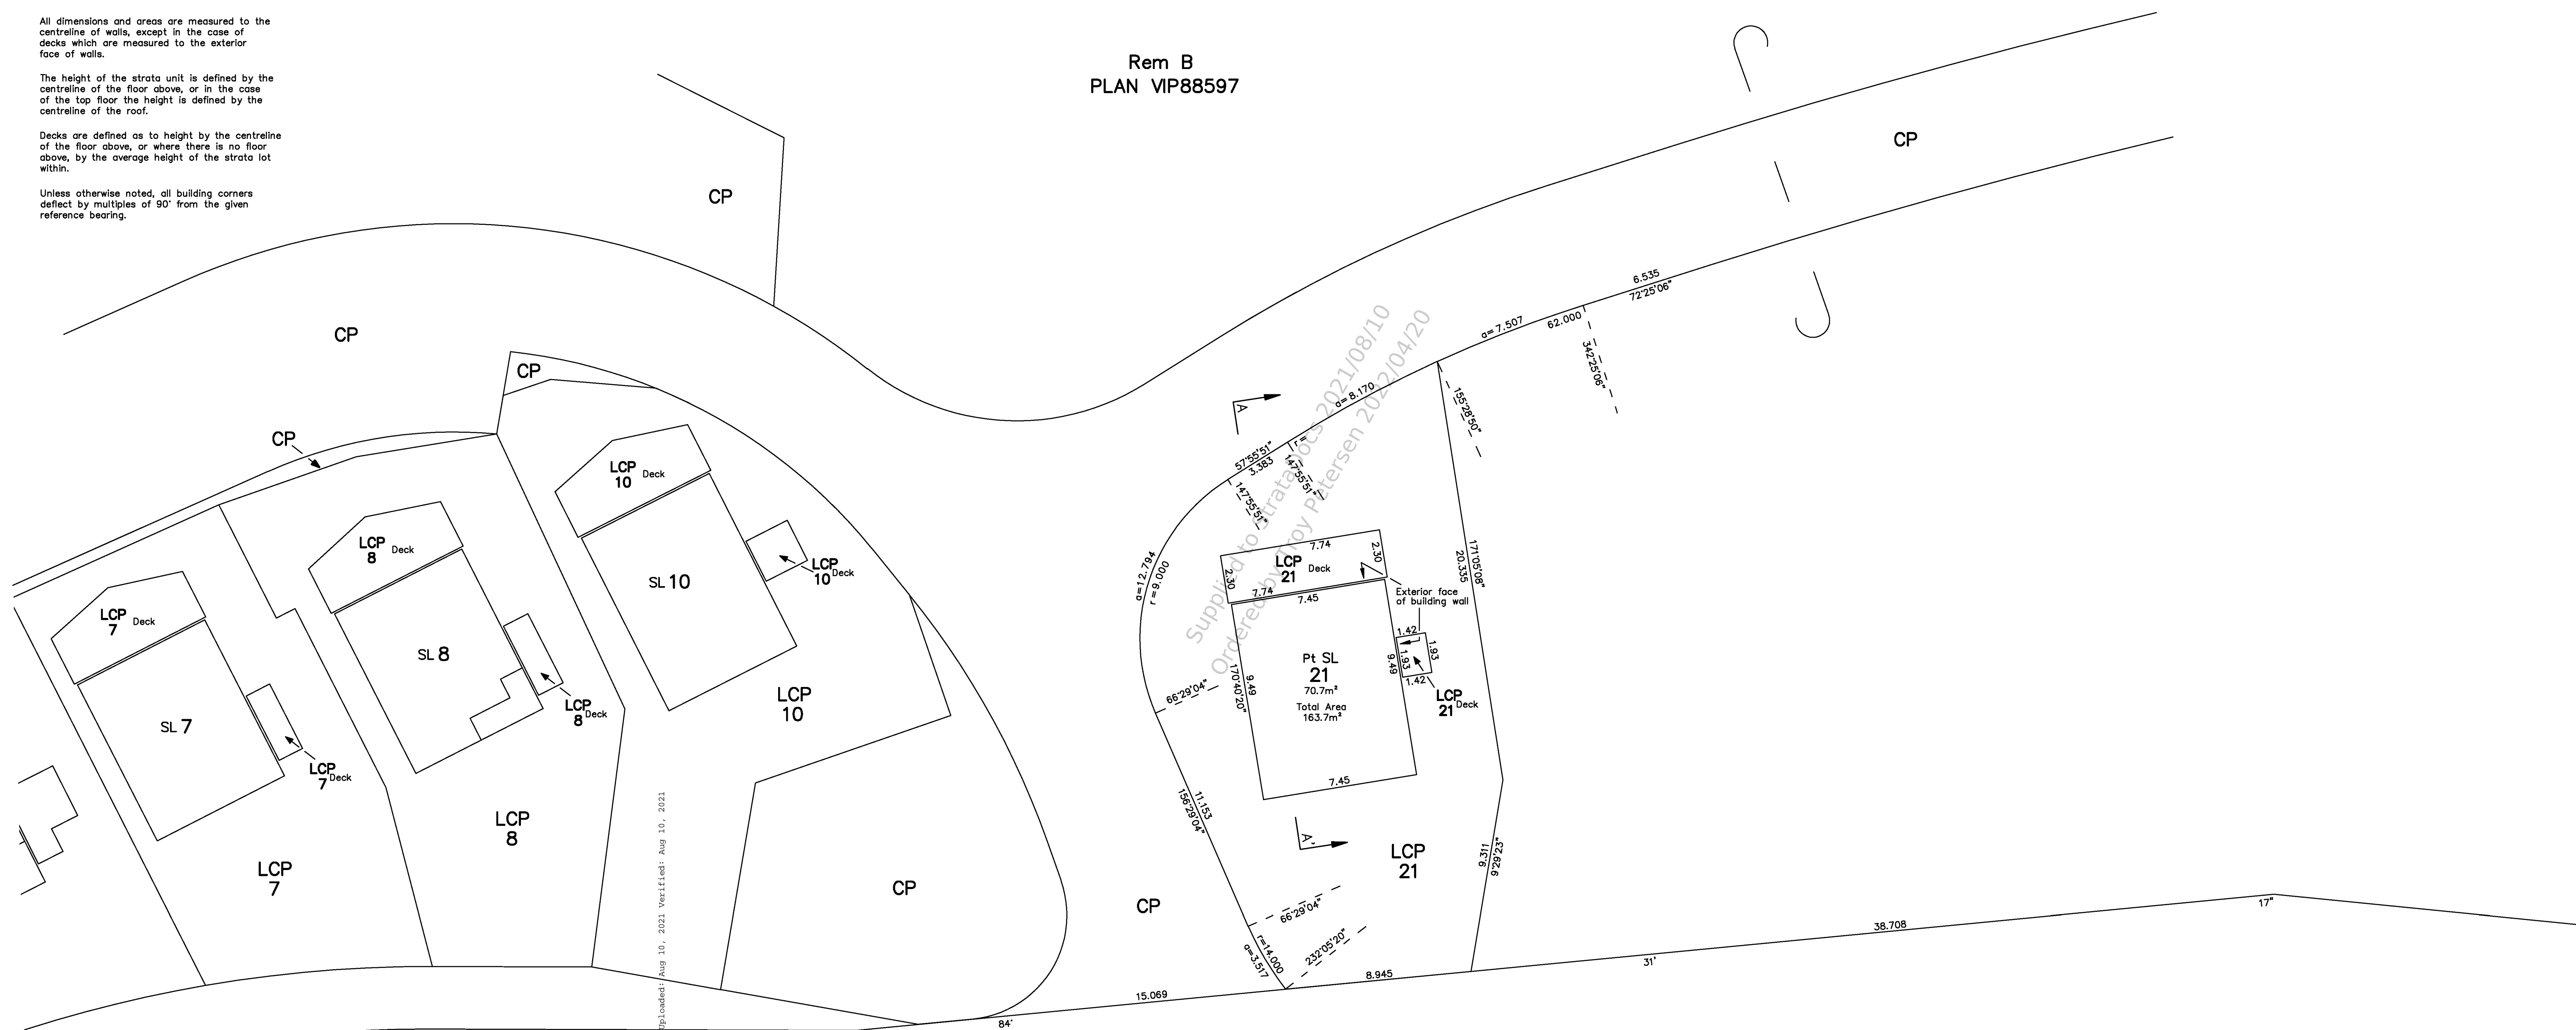 All dimensions and areas are measured to the
centreline of walls, except in the case of
decks which are measured to the exterior
face of walls.
The height of the strata unit is defined by the
centreline of the floor above, or in the case
of the top floor the height is defined by the
centreline of the roof.
Decks are defined as to height by the centreline
of the floor above, or where there is no floor
above, by the average height of the strata lot
within.
Unless otherwise noted, all building corners
deflect by multiples of 90° from the given
reference bearing.
Rem B
PLAN VIP88597
CP
CP
CP
CP
CP
LCP
7
Deck
SL 7
LCP
7 Deck
LCP
7
LCP
8
Deck
SL 8
LCP
8 Deck
LCP
8
LCP
10
Deck
SL 10
LCP
10 Deck
LCP
10
CP
CP
Uploaded: Aug 10, 2021 Verified: Aug 10, 2021
Supplied to StrataDocs 2021/08/10
Ordered by Troy Petersen 2022/04/20
6.535
72°25'06"
a= 7.507
62.000
342°25'06"
155°28'50"
a= 8.170
r =
147°55'51"
57°55'51"
3.383
147°55'51"
a=12.794
r =9.000
66°29'04"
A
7.74
2.30
LCP
21
Deck
2.30
7.74
7.45
Exterior face
of building wall
171°05'08"
20.335
1.42
1.93
1.93
1.42
LCP
21 Deck
Pt SL
21
70.7m²
Total Area
163.7m²
9.49
170°40'20"
9.49
7.45
11.153
156°29'04"
A'
LCP
21
9.311
9°29'23"
66°29'04"
r=14.000
a=3.517
232°05'20"
8.945
15.069
84°
31'
38.708
17"